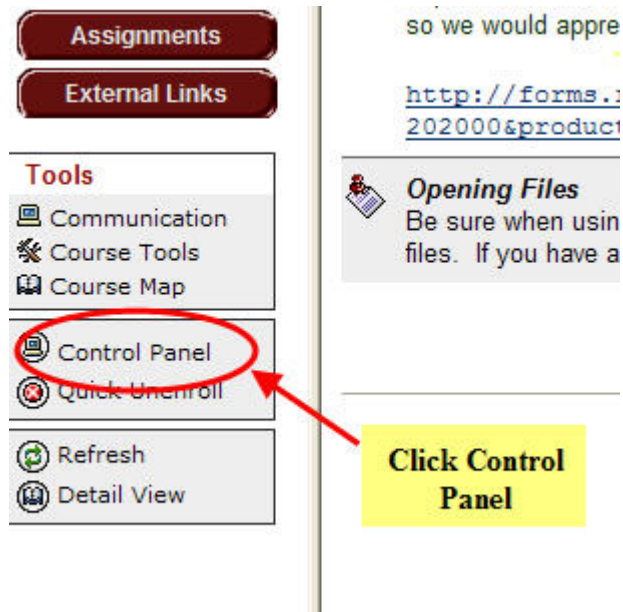 Assignments
External Links
Tools
Communication
Course Tools
Course Map
Control Panel
Quick Unenroll
Refresh
Detail View
so we would appre
http://forms.
202000&product
Opening Files
Be sure when usin
files. If you have a
Click Control
Panel